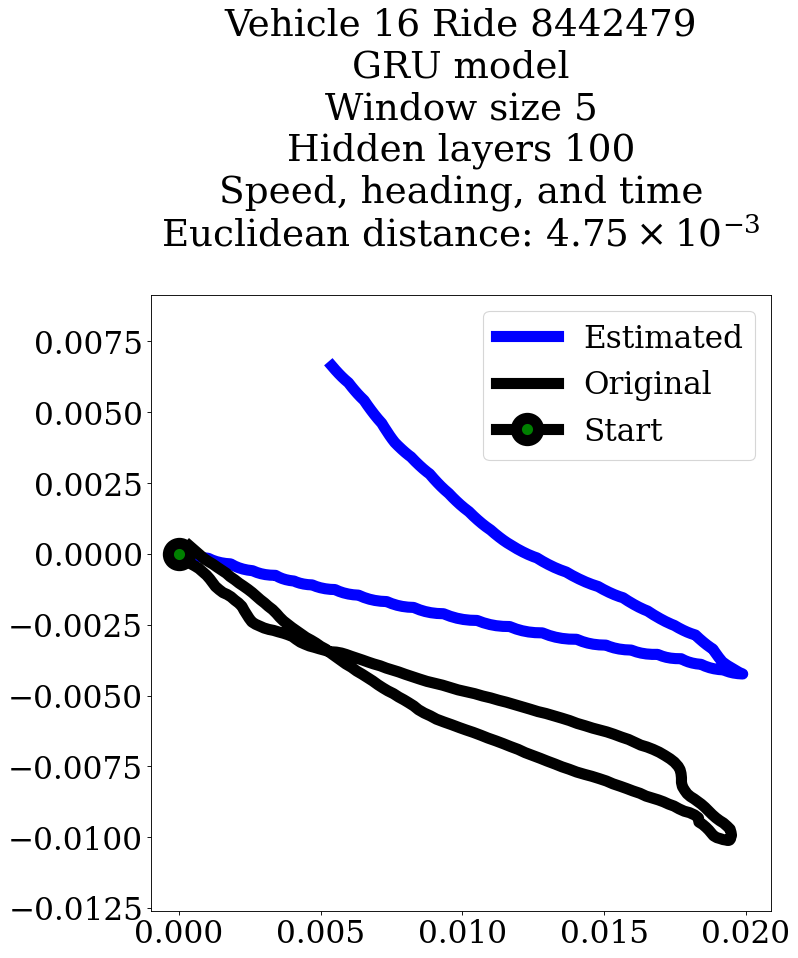 Vehicle 16 Ride 8442479
GRU model
Window size 5
Hidden layers 100
Speed, heading, and time
Euclidean distance: 4.75 × 10⁻³
Estimated
Original
Start
0.0075
0.0050
0.0025
0.0000
−0.0025
−0.0050
−0.0075
−0.0100
−0.0125
0.000 0.005 0.010 0.015 0.020